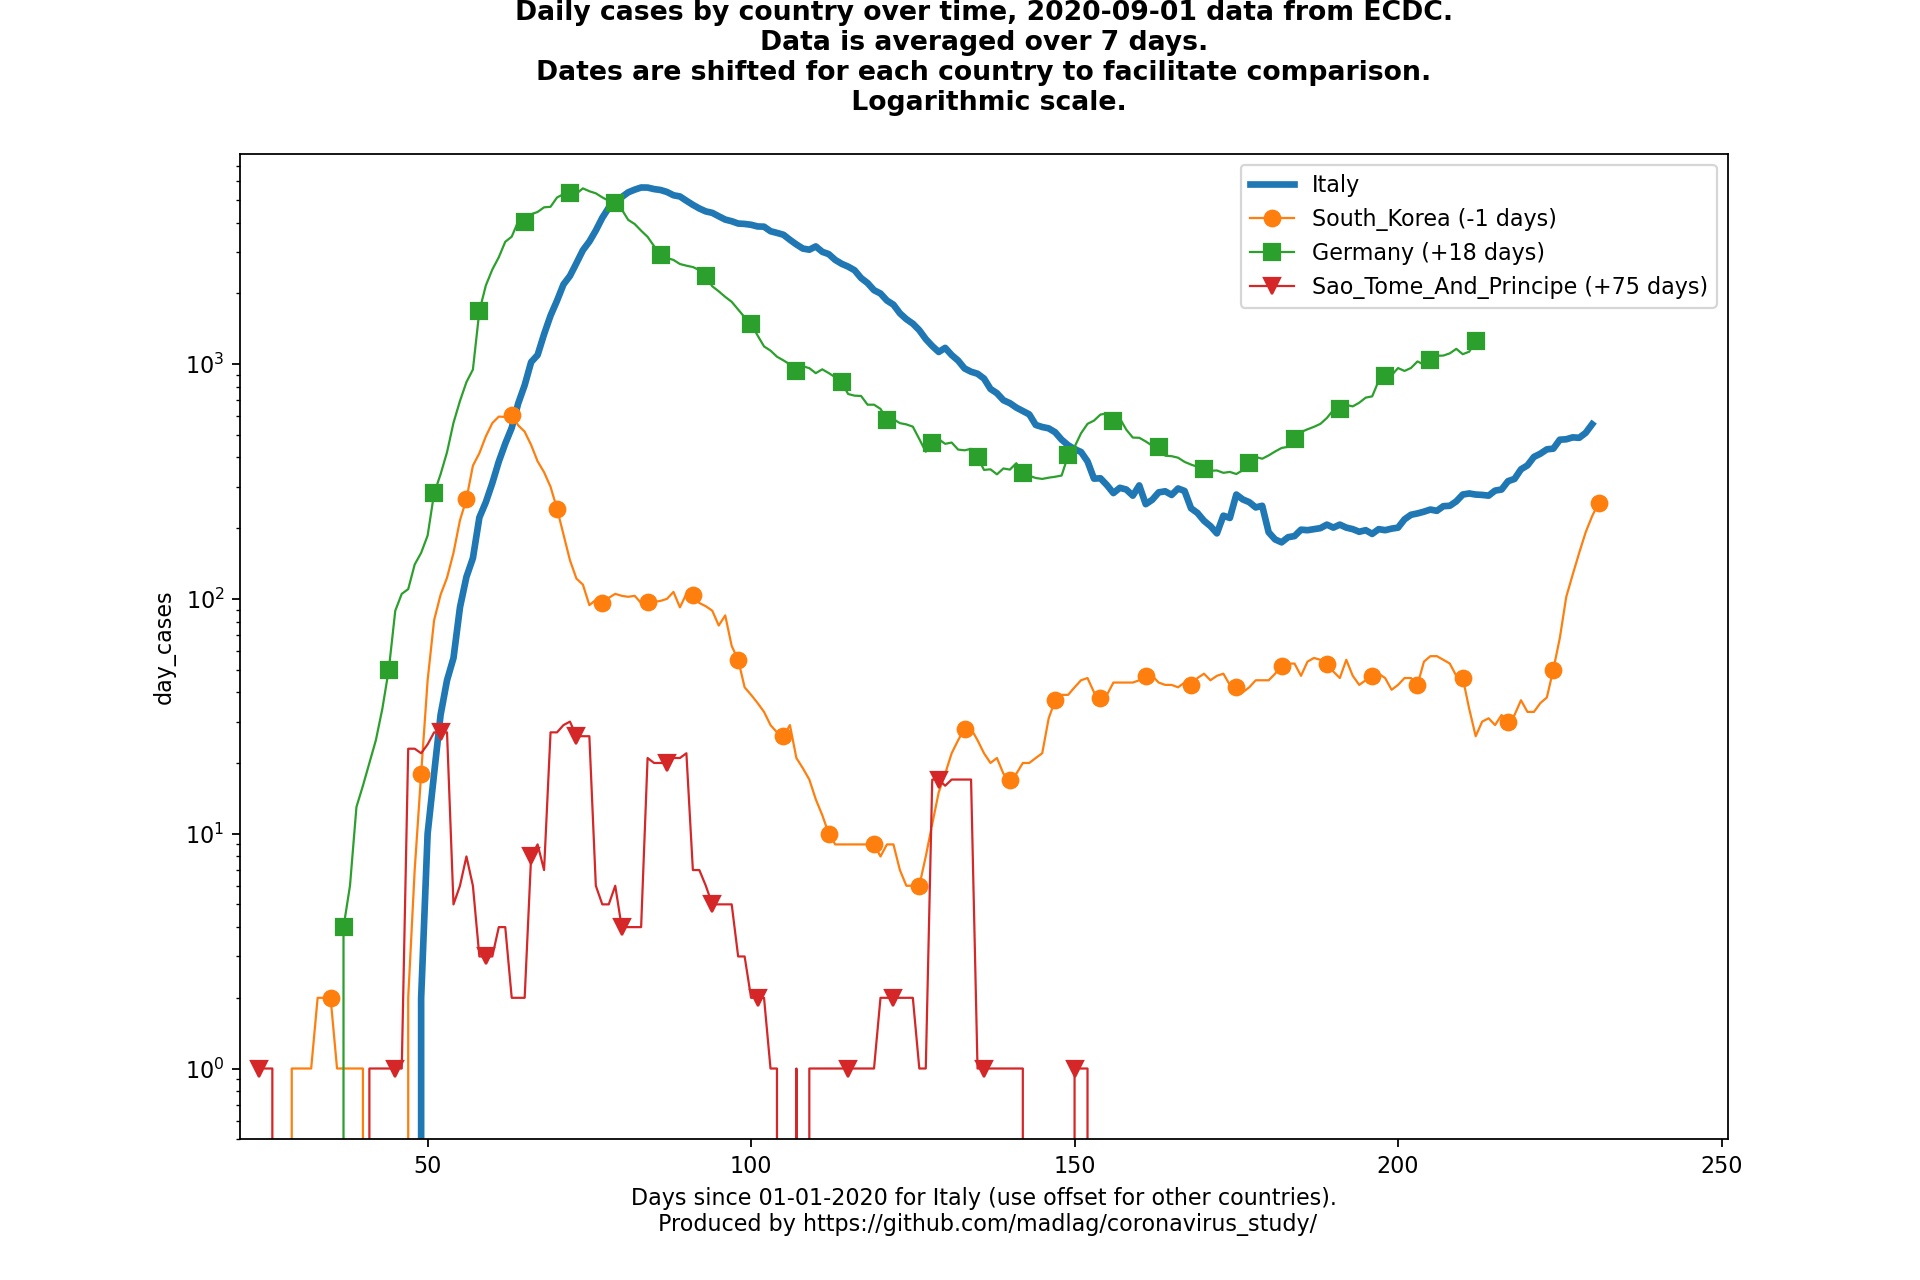 Daily cases by country over time, 2020-09-01 data from ECDC.
Data is averaged over 7 days.
Dates are shifted for each country to facilitate comparison.
Logarithmic scale.
Italy
South_Korea (-1 days)
Germany (+18 days)
Sao_Tome_And_Principe (+75 days)
day_cases
10³
10²
10¹
10⁰
50
100
150
200
250
Days since 01-01-2020 for Italy (use offset for other countries).
Produced by https://github.com/madlag/coronavirus_study/